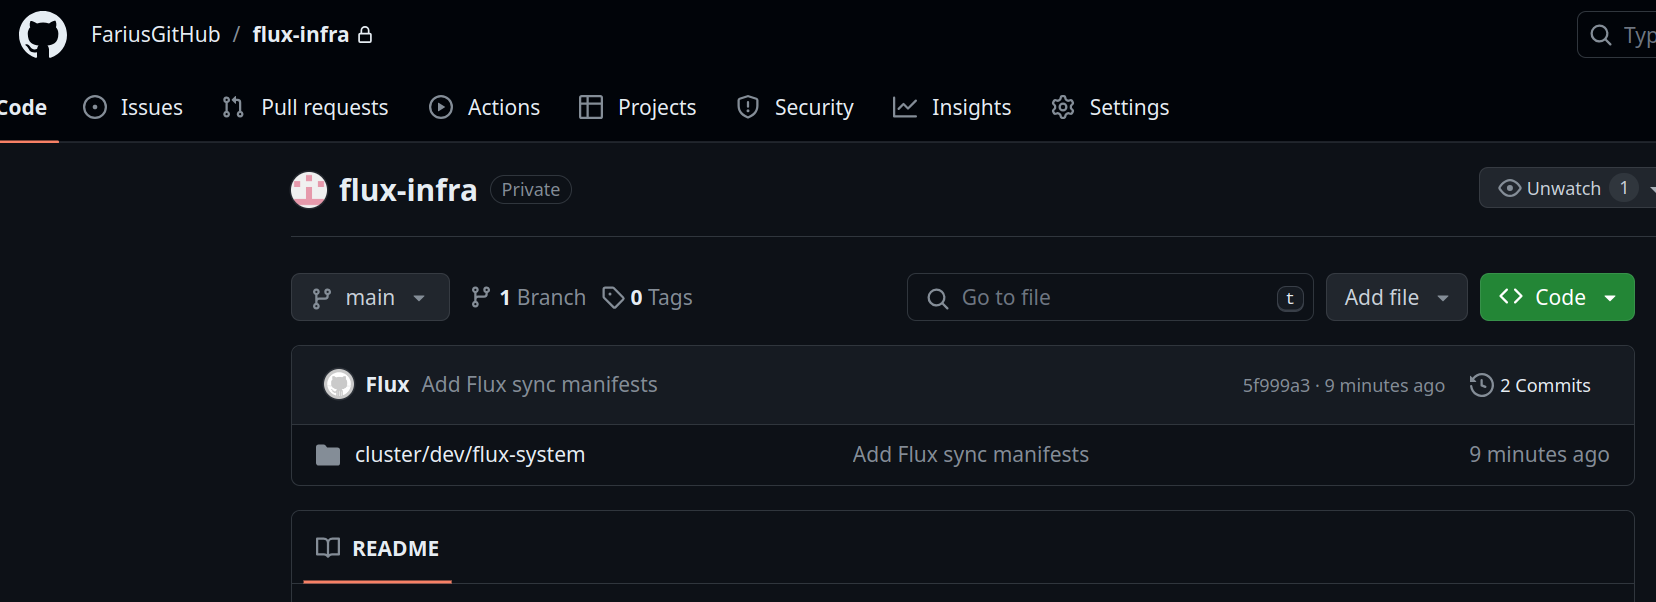 FariusGitHub / flux-infra
Typ
Code Issues Pull requests Actions Projects Security Insights Settings
flux-infra Private
Unwatch 1
main 1 Branch 0 Tags Go to file t Add file Code
Flux Add Flux sync manifests 5f999a3 · 9 minutes ago 2 Commits
cluster/dev/flux-system Add Flux sync manifests 9 minutes ago
README